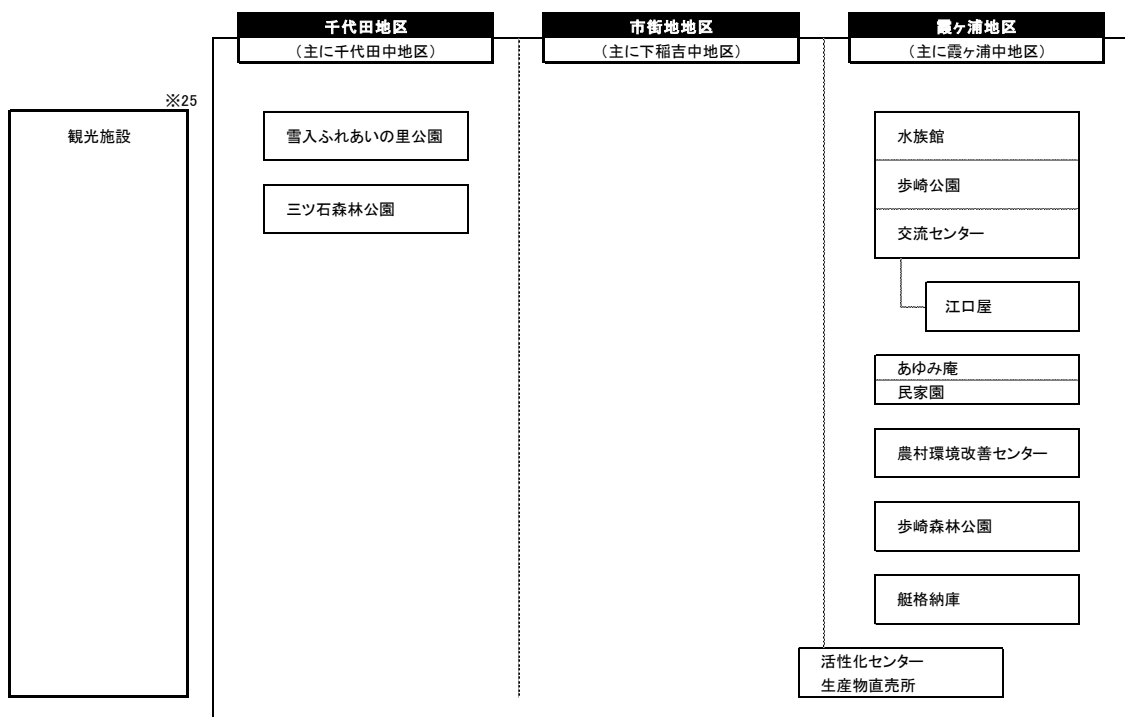 千代田地区
(主に千代田中地区)
市街地地区
(主に下稲吉中地区)
霞ヶ浦地区
(主に霞ヶ浦中地区)
※25
観光施設
雪入ふれあいの里公園
三ツ石森林公園
水族館
歩崎公園
交流センター
江口屋
あゆみ庵
民家園
農村環境改善センター
歩崎森林公園
艇格納庫
活性化センター
生産物直売所